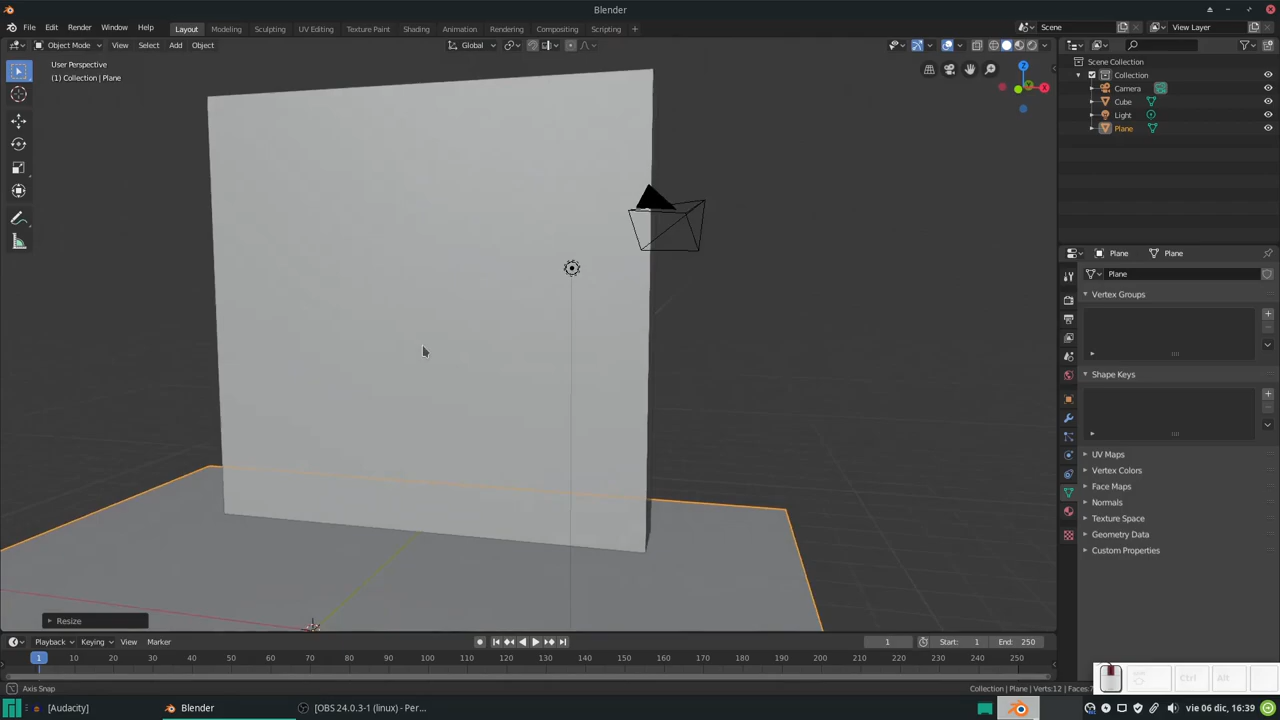 Blender
File Edit Render Window Help Layout Modeling Sculpting UV Editing Texture Paint Shading Animation Rendering Compositing Scripting + Scene View Layer
Object Mode View Select Add Object Global
User Perspective
(1) Collection | Plane
Z
Y
X
Scene Collection
Collection
Camera
Cube
Light
Plane
Plane Plane
Plane
Vertex Groups
Shape Keys
UV Maps
Vertex Colors
Face Maps
Normals
Texture Space
Geometry Data
Custom Properties
Resize
Playback Keying View Marker 1 Start: 1 End: 250
1 10 20 30 40 50 60 70 80 90 100 110 120 130 140 150 160 170 180 190 200 210 220 230 240 250
Axis Snap
Collection | Plane | Verts:12 | Faces:7
Ctrl Alt
[Audacity] Blender [OBS 24.0.3-1 (linux) - Per... vie 06 dic, 16:39